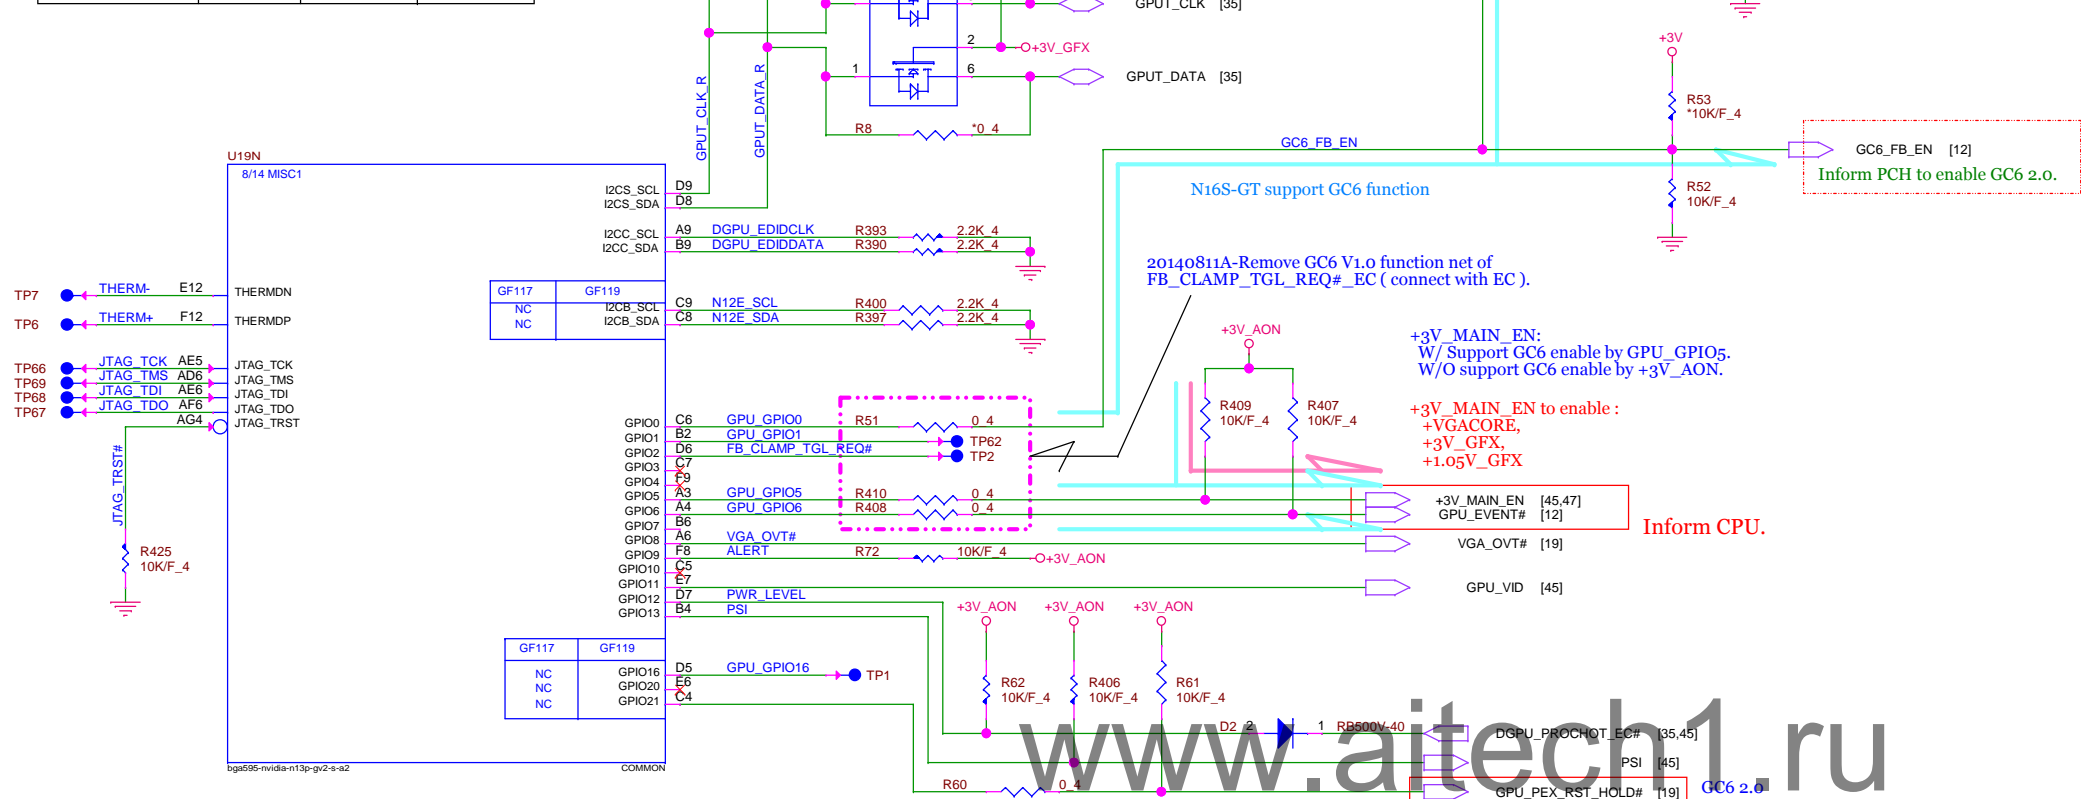 GPUT_CLK [35]
2 +3V_GFX
+3V
1 6 GPUT_DATA [35]
GPUT_CLK_R
GPUT_DATA_R
R53
*10K/F_4
R8 *0_4
GC6_FB_EN
GC6_FB_EN [12]
Inform PCH to enable GC6 2.0.
U19N
8/14 MISC1
N16S-GT support GC6 function
R52
10K/F_4
I2CS_SCL D9
I2CS_SDA D8
I2CC_SCL A9 DGPU_EDIDCLK R393 2.2K_4
I2CC_SDA B9 DGPU_EDIDDATA R390 2.2K_4
20140811A-Remove GC6 V1.0 function net of
FB_CLAMP_TGL_REQ#_EC ( connect with EC ).
TP7 THERM- E12 THERMDN
GF117 GF119
NC I2CB_SCL C9 N12E_SCL R400 2.2K_4
NC I2CB_SDA C8 N12E_SDA R397 2.2K_4
TP6 THERM+ F12 THERMDP
+3V_AON
+3V_MAIN_EN:
W/ Support GC6 enable by GPU_GPIO5.
W/O support GC6 enable by +3V_AON.
TP66 JTAG_TCK AE5 JTAG_TCK
TP69 JTAG_TMS AD6 JTAG_TMS
TP68 JTAG_TDI AE6 JTAG_TDI
TP67 JTAG_TDO AF6 JTAG_TDO
AG4 JTAG_TRST
JTAG_TRST#
R409
10K/F_4
R407
10K/F_4
+3V_MAIN_EN to enable :
+VGACORE,
+3V_GFX,
+1.05V_GFX
GPIO0 C6 GPU_GPIO0 R51 0_4
GPIO1 B2 GPU_GPIO1 TP62
GPIO2 D6 FB_CLAMP_TGL_REQ# TP2
GPIO3 C7
GPIO4 F9
GPIO5 A3 GPU_GPIO5 R410 0_4 +3V_MAIN_EN [45,47]
GPIO6 A4 GPU_GPIO6 R408 0_4 GPU_EVENT# [12]
Inform CPU.
GPIO7 B6
GPIO8 A6 VGA_OVT# VGA_OVT# [19]
GPIO9 F8 ALERT R72 10K/F_4 +3V_AON
GPIO10 C5
GPIO11 E7 GPU_VID [45]
GPIO12 D7 PWR_LEVEL
GPIO13 B4 PSI
R425
10K/F_4
+3V_AON +3V_AON +3V_AON
GF117 GF119
NC GPIO16 D5 GPU_GPIO16 TP1
NC GPIO20 E6
NC GPIO21 C4
R62
10K/F_4
R406
10K/F_4
R61
10K/F_4
D2 2 1 RB500V-40 DGPU_PROCHOT_EC# [35,45]
PSI [45]
bga595-nvidia-n13p-gv2-s-a2 COMMON
R60 0_4 GPU_PEX_RST_HOLD# [19] GC6 2.0
www.aitech1.ru